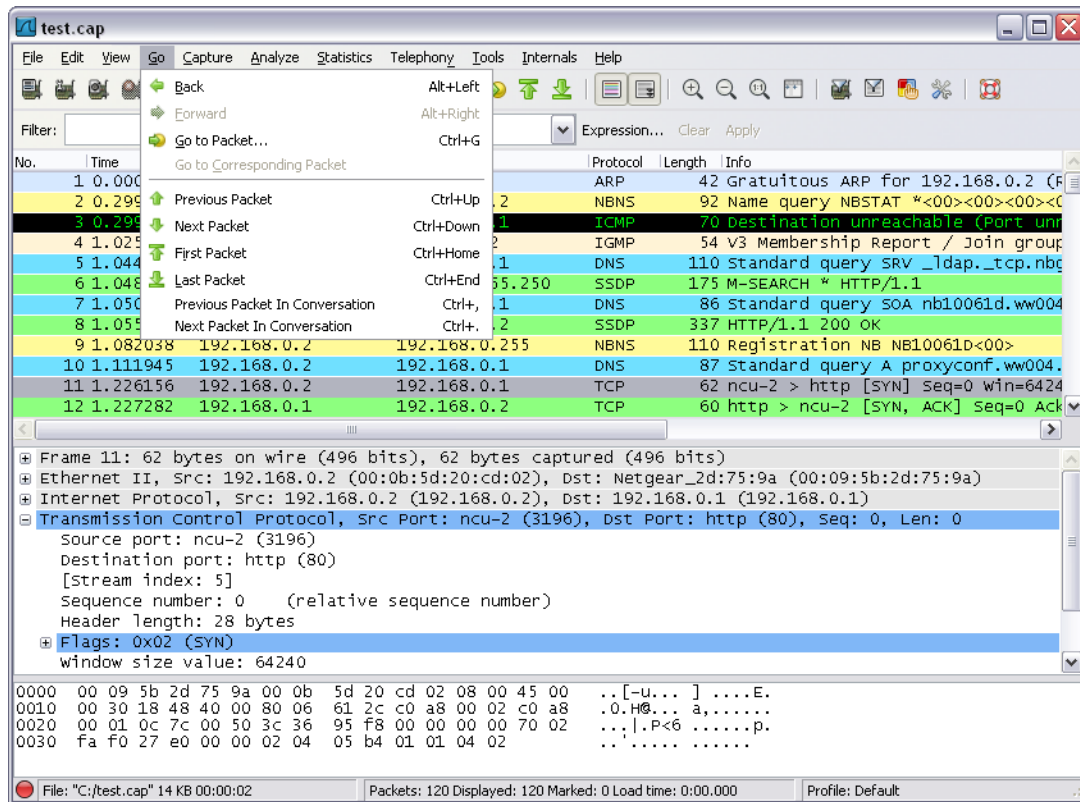 test.cap
File Edit View Go Capture Analyze Statistics Telephony Tools Internals Help
Back Alt+Left
Forward Alt+Right
Go to Packet... Ctrl+G
Go to Corresponding Packet
Previous Packet Ctrl+Up
Next Packet Ctrl+Down
First Packet Ctrl+Home
Last Packet Ctrl+End
Previous Packet In Conversation Ctrl+,
Next Packet In Conversation Ctrl+.
Filter: Expression... Clear Apply
No. Time Protocol Length Info
1 0.000 ARP 42 Gratuitous ARP for 192.168.0.2 (R
2 0.299 .2 NBNS 92 Name query NBSTAT *<00><00><00><0
3 0.299 .1 ICMP 70 Destination unreachable (Port unr
4 1.025 2 IGMP 54 V3 Membership Report / Join group
5 1.044 .1 DNS 110 Standard query SRV _ldap._tcp.nbg
6 1.048 55.250 SSDP 175 M-SEARCH * HTTP/1.1
7 1.050 .1 DNS 86 Standard query SOA nb10061d.ww004
8 1.055 .2 SSDP 337 HTTP/1.1 200 OK
9 1.082038 192.168.0.2 192.168.0.255 NBNS 110 Registration NB NB10061D<00>
10 1.111945 192.168.0.2 192.168.0.1 DNS 87 Standard query A proxyconf.ww004.
11 1.226156 192.168.0.2 192.168.0.1 TCP 62 ncu-2 > http [SYN] Seq=0 Win=6424
12 1.227282 192.168.0.1 192.168.0.2 TCP 60 http > ncu-2 [SYN, ACK] Seq=0 Ack
Frame 11: 62 bytes on wire (496 bits), 62 bytes captured (496 bits)
Ethernet II, Src: 192.168.0.2 (00:0b:5d:20:cd:02), Dst: Netgear_2d:75:9a (00:09:5b:2d:75:9a)
Internet Protocol, Src: 192.168.0.2 (192.168.0.2), Dst: 192.168.0.1 (192.168.0.1)
Transmission Control Protocol, Src Port: ncu-2 (3196), Dst Port: http (80), Seq: 0, Len: 0
Source port: ncu-2 (3196)
Destination port: http (80)
[Stream index: 5]
Sequence number: 0 (relative sequence number)
Header length: 28 bytes
Flags: 0x02 (SYN)
Window size value: 64240
0000 00 09 5b 2d 75 9a 00 0b 5d 20 cd 02 08 00 45 00 ..[-u... ] ....E.
0010 00 30 18 48 40 00 80 06 61 2c c0 a8 00 02 c0 a8 .0.H@... a,......
0020 00 01 0c 7c 00 50 3c 36 95 f8 00 00 00 00 70 02 ...|.P<6 ......p.
0030 fa f0 27 e0 00 00 02 04 05 b4 01 01 04 02 ..'..... ......
File: "C:/test.cap" 14 KB 00:00:02 Packets: 120 Displayed: 120 Marked: 0 Load time: 0:00.000 Profile: Default